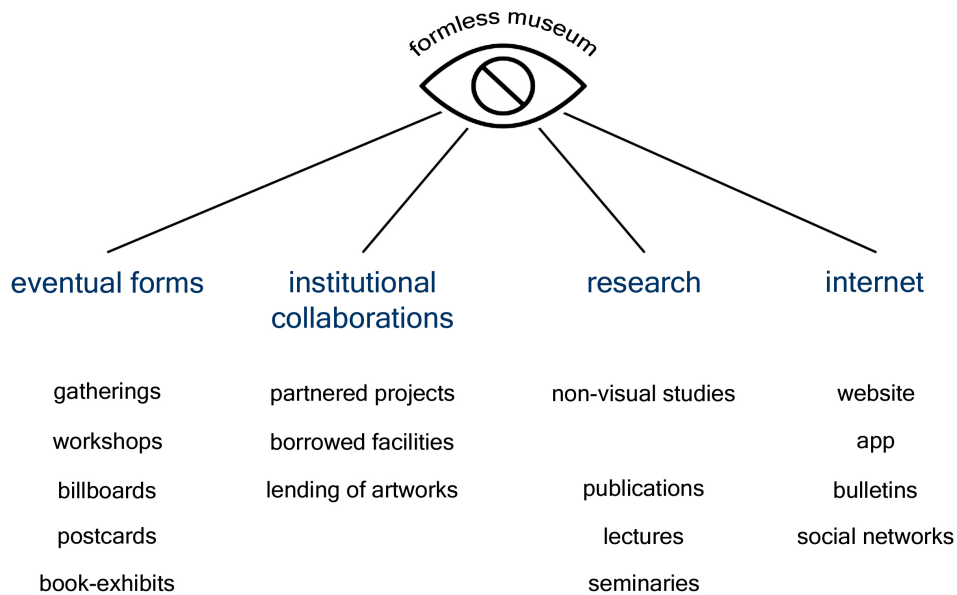 formless museum
eventual forms
gatherings
workshops
billboards
postcards
book-exhibits
institutional
collaborations
partnered projects
borrowed facilities
lending of artworks
research
non-visual studies
publications
lectures
seminaries
internet
website
app
bulletins
social networks